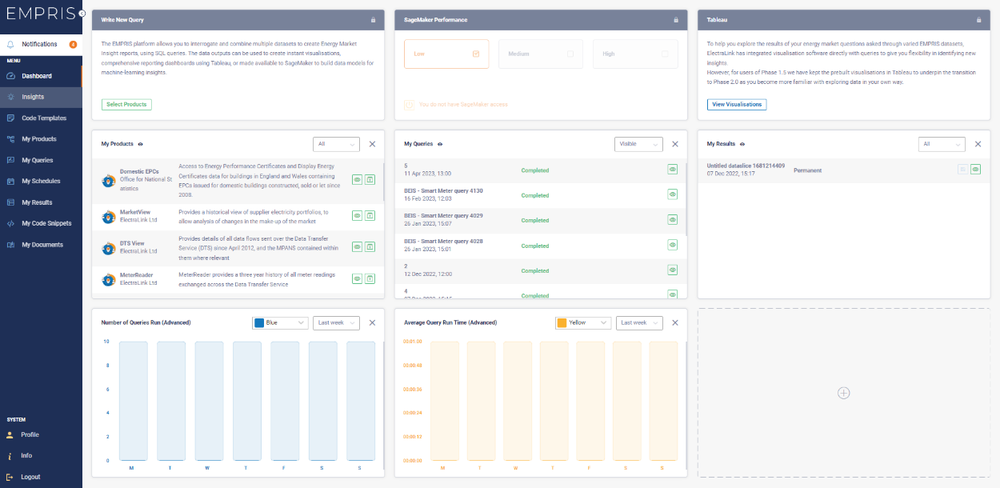 EMPRIS
Notifications
MENU
Dashboard
Insights
Code Templates
My Products
My Queries
My Schedules
My Results
My Code Snippets
My Documents
SYSTEM
Profile
Info
Logout
Write New Query
The EMPRIS platform allows you to interrogate and combine multiple datasets to create Energy Market
Insight reports, using SQL queries. The data outputs can be used to create instant visualisations,
comprehensive reporting dashboards using Tableau, or made available to SageMaker to build data models for
machine-learning insights.
Select Products
SageMaker Performance
Low
Medium
High
You do not have SageMaker access
Tableau
To help you explore the results of your energy market questions asked through varied EMPRIS datasets,
ElectraLink has integrated visualisation software directly with queries to give you flexibility in identifying new
insights.
However, for users of Phase 1.5 we have kept the prebuilt visualisations in Tableau to underpin the transition
to Phase 2.0 as you become more familiar with exploring data in your own way.
View Visualisations
My Products
All
Domestic EPCs
Office for National St
atistics
Access to Energy Performance Certificates and Display Energy
Certificates data for buildings in England and Wales containing
EPCs issued for domestic buildings constructed, sold or let since
2008.
MarketView
ElectraLink Ltd
Provides a historical view of supplier electricity portfolios, to
allow analysis of changes in the make-up of the market
DTS View
ElectraLink Ltd
Provides details of all data flows sent over the Data Transfer
Service (DTS) since April 2012, and the MPANS contained within
them where relevant
MeterReader
ElectraLink Ltd
MeterReader provides a three year history of all meter readings
exchanged across the Data Transfer Service
My Queries
Visible
5
11 Apr 2023, 13:00
Completed
BEIS - Smart Meter query 4130
16 Feb 2023, 12:03
Completed
BEIS - Smart Meter query 4029
26 Jan 2023, 15:07
Completed
BEIS - Smart Meter query 4028
26 Jan 2023, 15:01
Completed
2
12 Dec 2022, 12:00
Completed
4
Completed
My Results
All
Untitled dataslice 1681214409
07 Dec 2022, 15:17
Permanent
Number of Queries Run (Advanced)
Blue
Last week
10
8
6
4
2
0
M T W T F S S
Average Query Run Time (Advanced)
Yellow
Last week
00:01:00
00:00:48
00:00:36
00:00:24
00:00:12
00:00:00
M T W T F S S